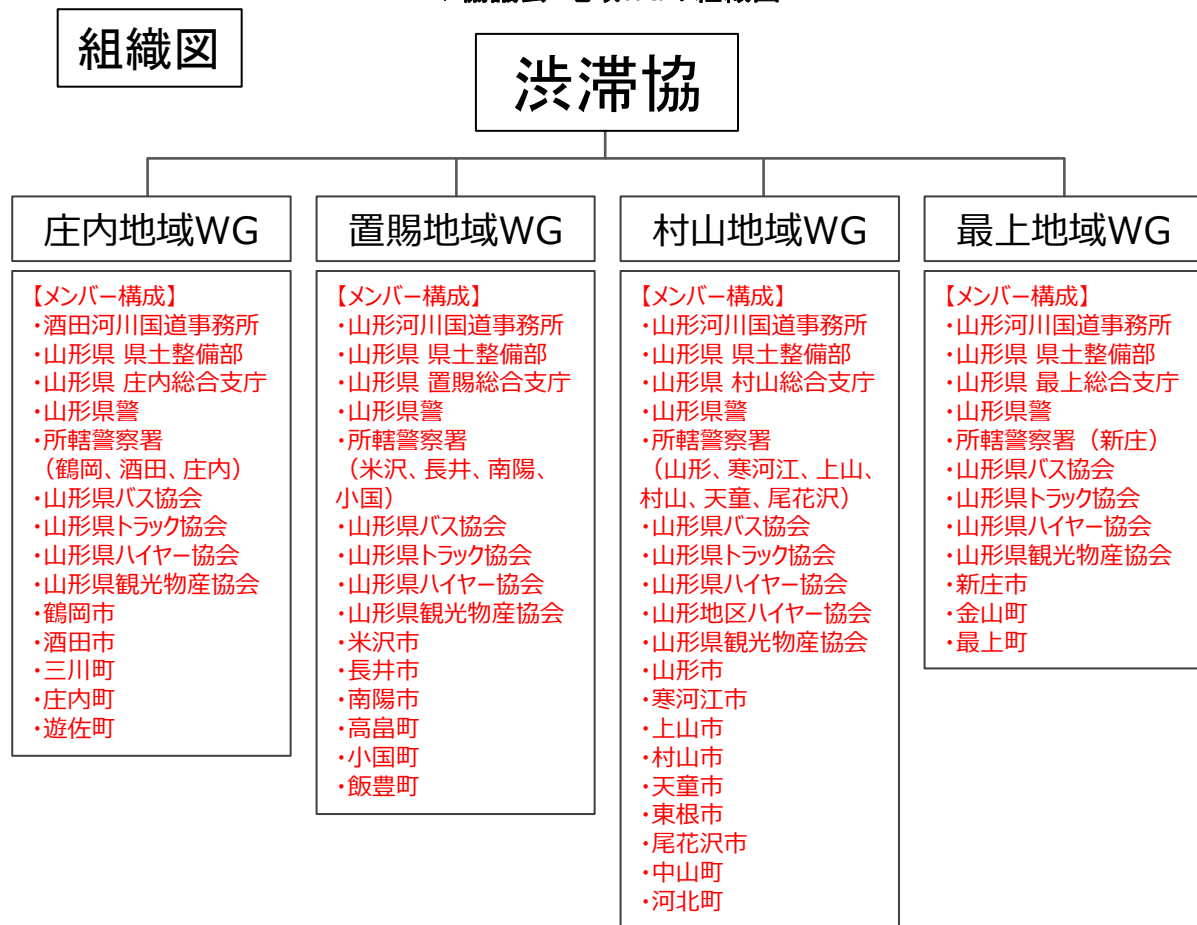 組織図
渋滞協
庄内地域WG
【メンバー構成】
・酒田河川国道事務所
・山形県 県土整備部
・山形県 庄内総合支庁
・山形県警
・所轄警察署
（鶴岡、酒田、庄内）
・山形県バス協会
・山形県トラック協会
・山形県ハイヤー協会
・山形県観光物産協会
・鶴岡市
・酒田市
・三川町
・庄内町
・遊佐町
置賜地域WG
【メンバー構成】
・山形河川国道事務所
・山形県 県土整備部
・山形県 置賜総合支庁
・山形県警
・所轄警察署
（米沢、長井、南陽、
小国）
・山形県バス協会
・山形県トラック協会
・山形県ハイヤー協会
・山形県観光物産協会
・米沢市
・長井市
・南陽市
・高畠町
・小国町
・飯豊町
村山地域WG
【メンバー構成】
・山形河川国道事務所
・山形県 県土整備部
・山形県 村山総合支庁
・山形県警
・所轄警察署
（山形、寒河江、上山、
村山、天童、尾花沢）
・山形県バス協会
・山形県トラック協会
・山形県ハイヤー協会
・山形地区ハイヤー協会
・山形県観光物産協会
・山形市
・寒河江市
・上山市
・村山市
・天童市
・東根市
・尾花沢市
・中山町
・河北町
最上地域WG
【メンバー構成】
・山形河川国道事務所
・山形県 県土整備部
・山形県 最上総合支庁
・山形県警
・所轄警察署（新庄）
・山形県バス協会
・山形県トラック協会
・山形県ハイヤー協会
・山形県観光物産協会
・新庄市
・金山町
・最上町